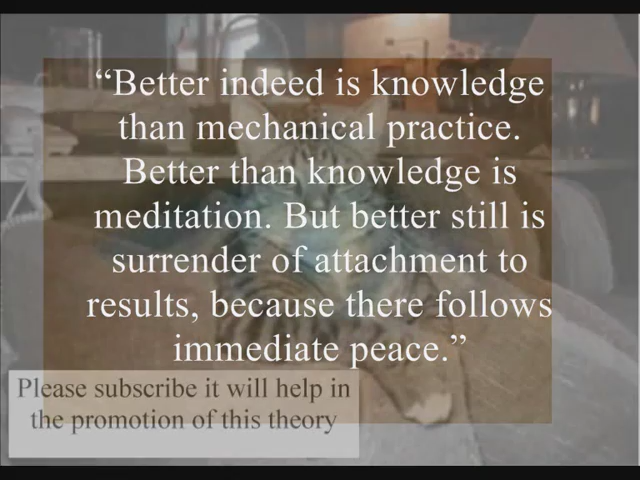 “Better indeed is knowledge
than mechanical practice.
Better than knowledge is
meditation. But better still is
surrender of attachment to
results, because there follows
immediate peace.”
Please subscribe it will help in
the promotion of this theory